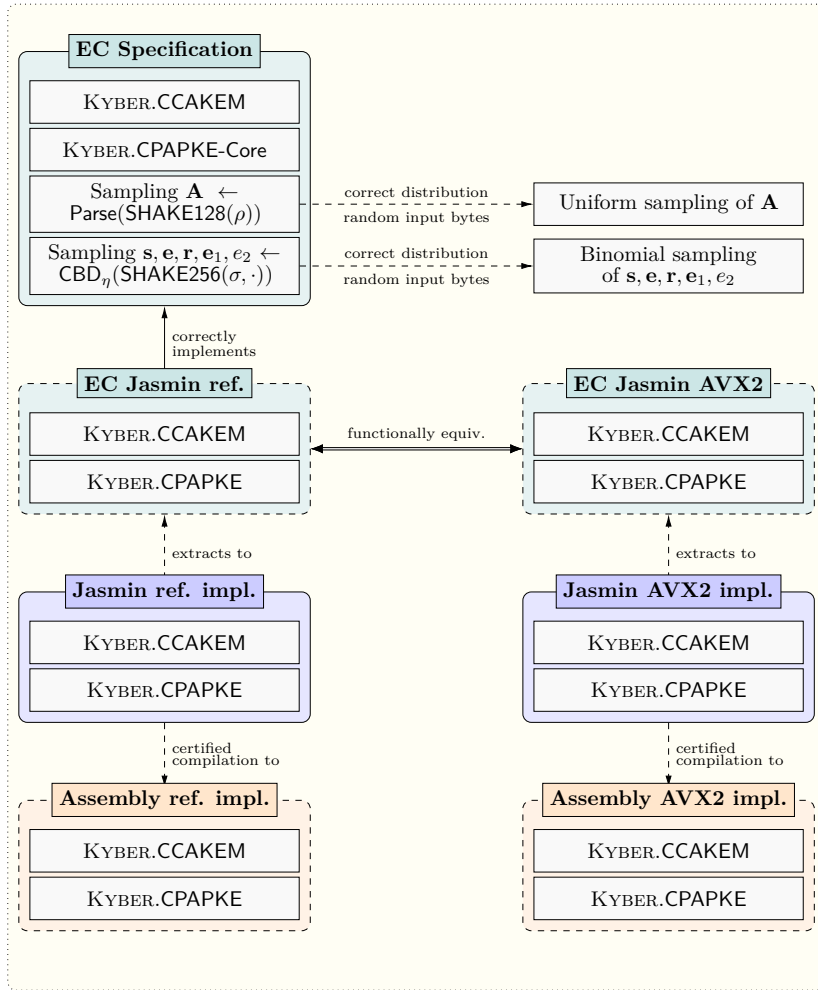 EC Specification
KYBER.CCAKEM
KYBER.CPAPKE-Core
Sampling A ←
Parse(SHAKE128(ρ))
correct distribution
random input bytes
Uniform sampling of A
Sampling s, e, r, e₁, e₂ ←
CBD_η(SHAKE256(σ, ·))
correct distribution
random input bytes
Binomial sampling
of s, e, r, e₁, e₂
correctly
implements
EC Jasmin ref.
KYBER.CCAKEM
KYBER.CPAPKE
functionally equiv.
EC Jasmin AVX2
KYBER.CCAKEM
KYBER.CPAPKE
extracts to
extracts to
Jasmin ref. impl.
KYBER.CCAKEM
KYBER.CPAPKE
Jasmin AVX2 impl.
KYBER.CCAKEM
KYBER.CPAPKE
certified
compilation to
certified
compilation to
Assembly ref. impl.
KYBER.CCAKEM
KYBER.CPAPKE
Assembly AVX2 impl.
KYBER.CCAKEM
KYBER.CPAPKE